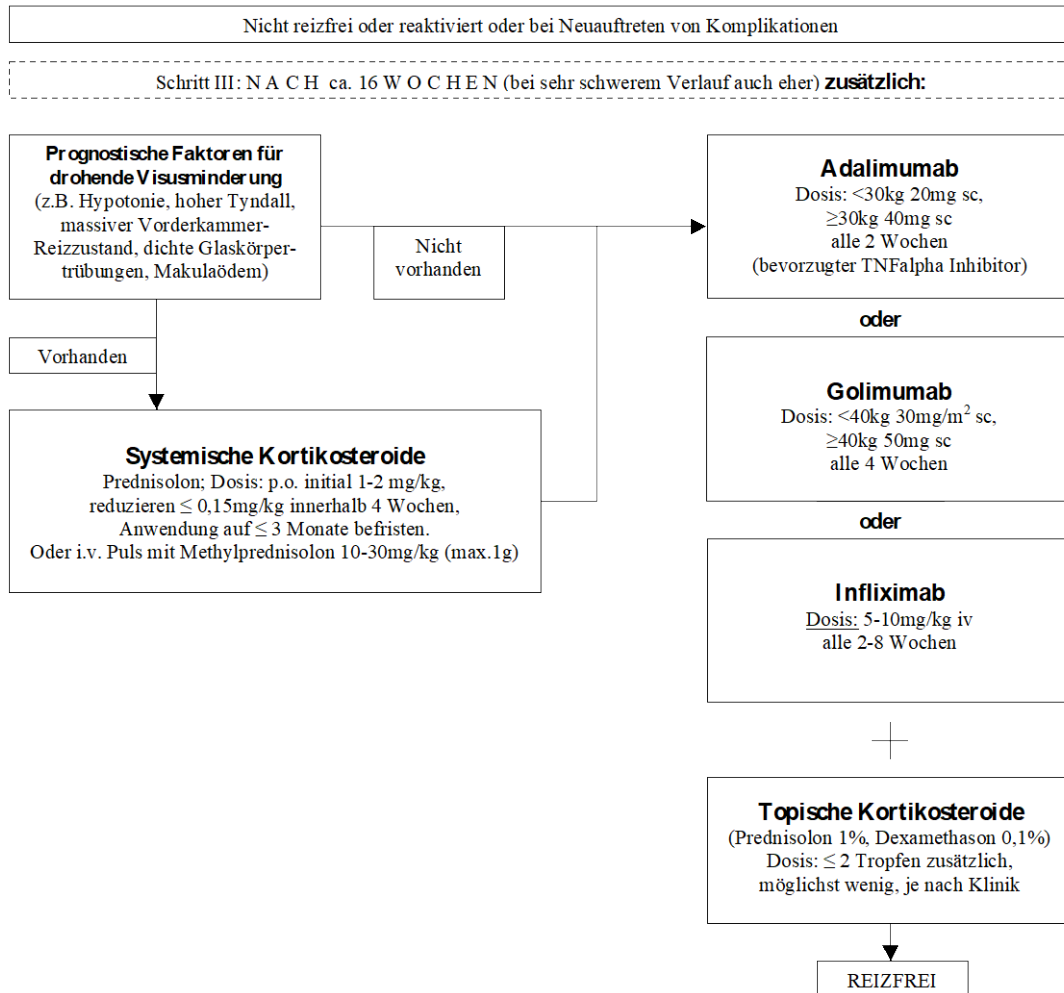 Nicht reizfrei oder reaktiviert oder bei Neuauftreten von Komplikationen
Schritt III: N A C H ca. 16 W O C H E N (bei sehr schwerem Verlauf auch eher) zusätzlich:
Prognostische Faktoren für
drohende Visusminderung
(z.B. Hypotonie, hoher Tyndall,
massiver Vorderkammer-
Reizzustand, dichte Glaskörper-
trübungen, Makulaödem)
Nicht
vorhanden
Vorhanden
Systemische Kortikosteroide
Prednisolon; Dosis: p.o. initial 1-2 mg/kg,
reduzieren ≤ 0,15mg/kg innerhalb 4 Wochen,
Anwendung auf ≤ 3 Monate befristen.
Oder i.v. Puls mit Methylprednisolon 10-30mg/kg (max.1g)
Adalimumab
Dosis: <30kg 20mg sc,
≥30kg 40mg sc
alle 2 Wochen
(bevorzugter TNFalpha Inhibitor)
oder
Golimumab
Dosis: <40kg 30mg/m² sc,
≥40kg 50mg sc
alle 4 Wochen
oder
Infliximab
Dosis: 5-10mg/kg iv
alle 2-8 Wochen
+
Topische Kortikosteroide
(Prednisolon 1%, Dexamethason 0,1%)
Dosis: ≤ 2 Tropfen zusätzlich,
möglichst wenig, je nach Klinik
REIZFREI